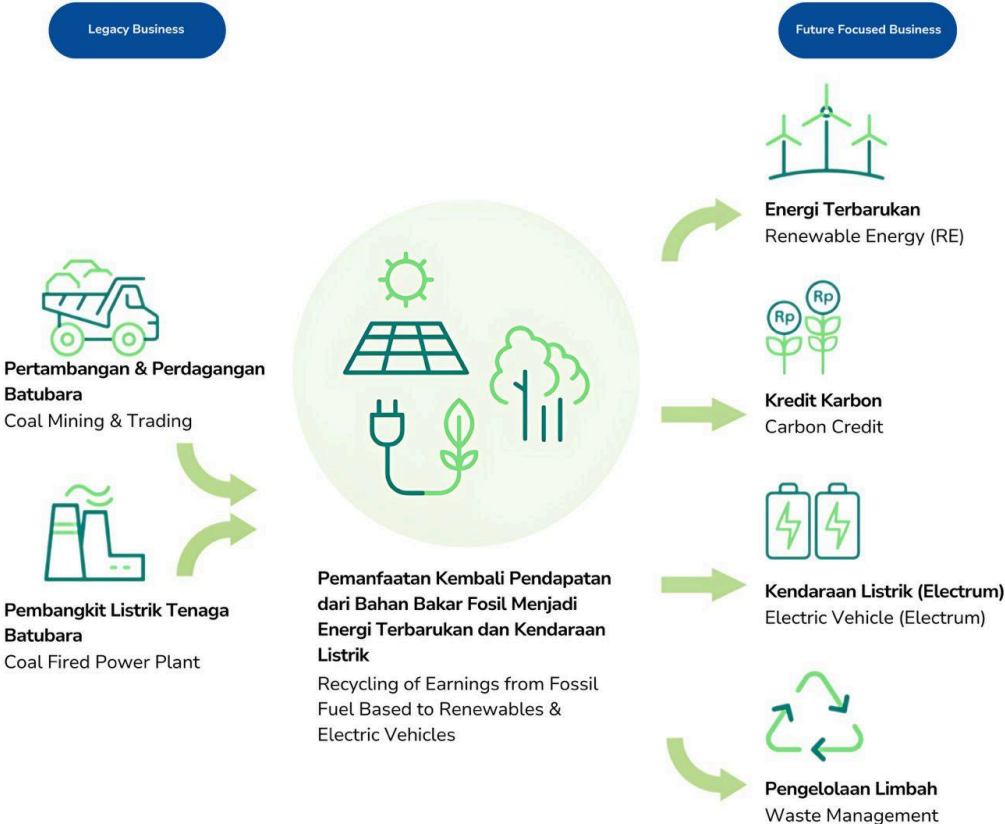 Legacy Business
Future Focused Business
Pertambangan & Perdagangan
Batubara
Coal Mining & Trading
Pembangkit Listrik Tenaga
Batubara
Coal Fired Power Plant
Pemanfaatan Kembali Pendapatan
dari Bahan Bakar Fosil Menjadi
Energi Terbarukan dan Kendaraan
Listrik
Recycling of Earnings from Fossil
Fuel Based to Renewables &
Electric Vehicles
Energi Terbarukan
Renewable Energy (RE)
Rp
Rp
Kredit Karbon
Carbon Credit
Kendaraan Listrik (Electrum)
Electric Vehicle (Electrum)
Pengelolaan Limbah
Waste Management